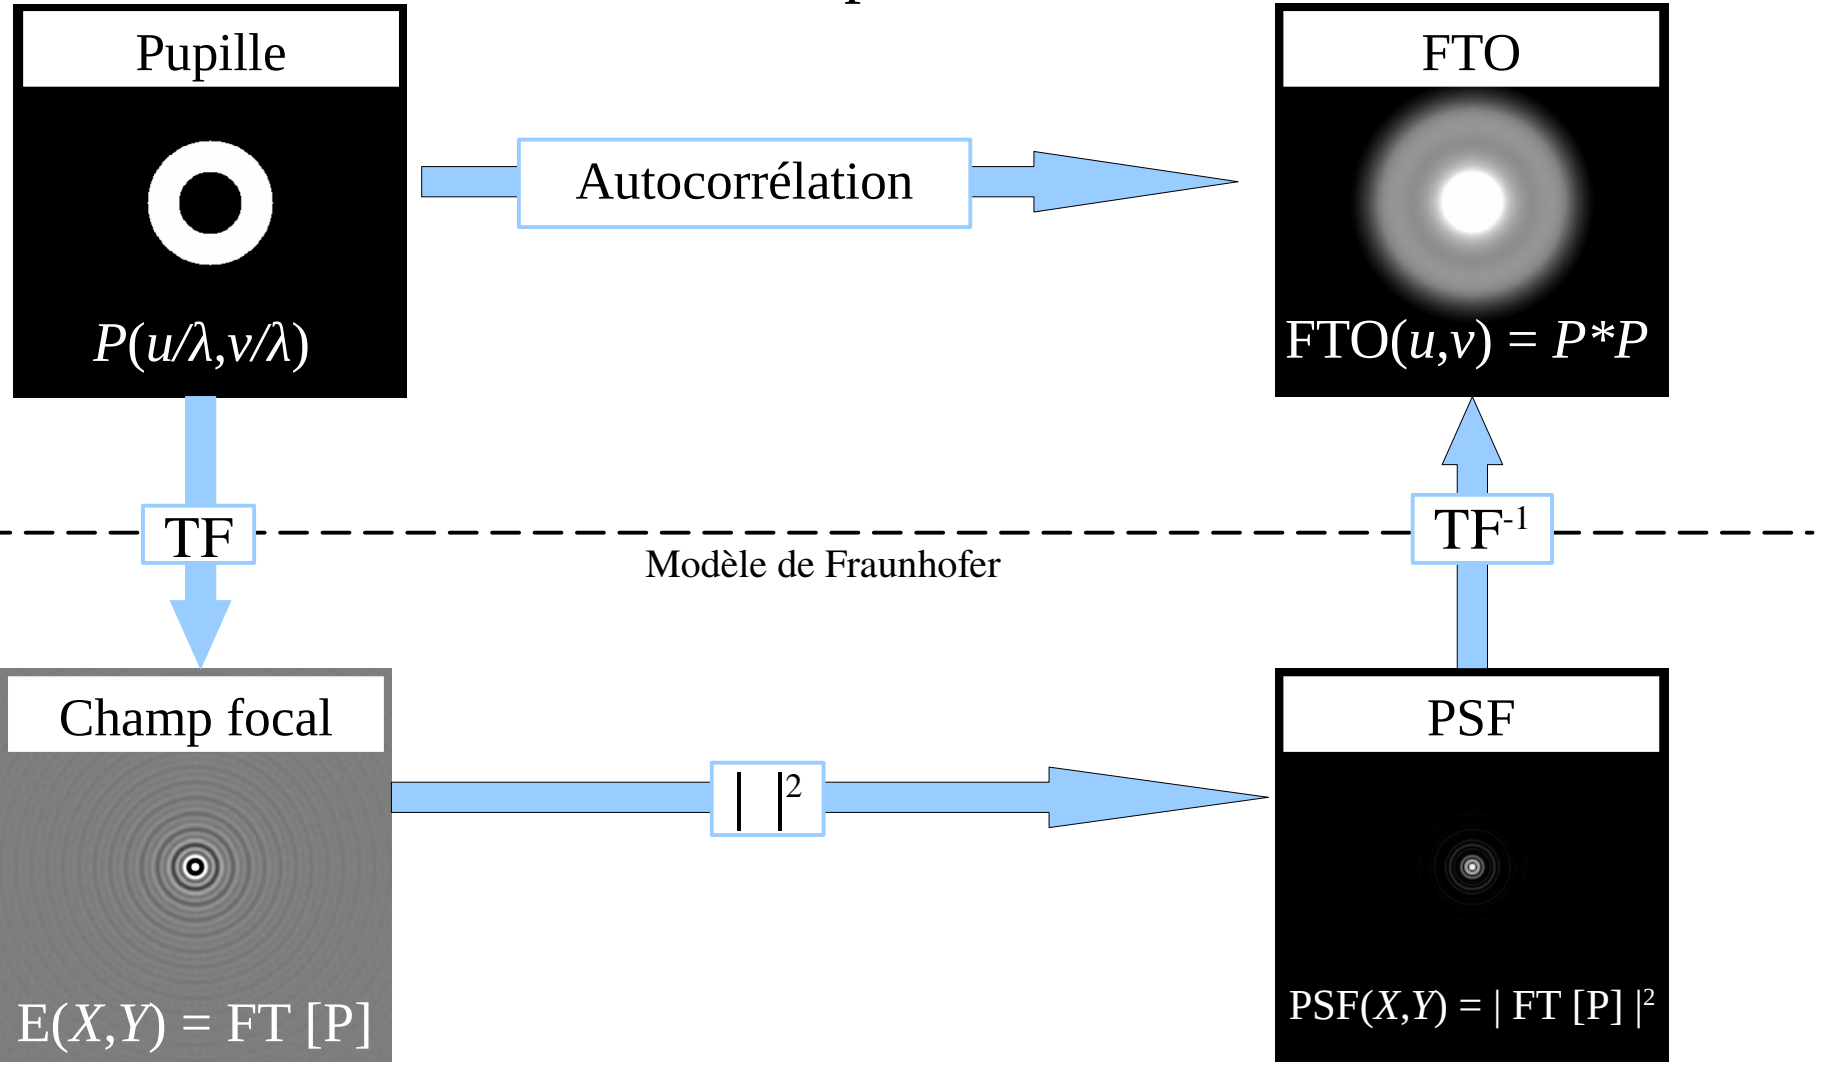 Pupille
P(u/λ,v/λ)
Autocorrélation
FTO
FTO(u,v) = P*P
TF
TF-1
Modèle de Fraunhofer
Champ focal
E(X,Y) = FT [P]
| |2
PSF
PSF(X,Y) = | FT [P] |2